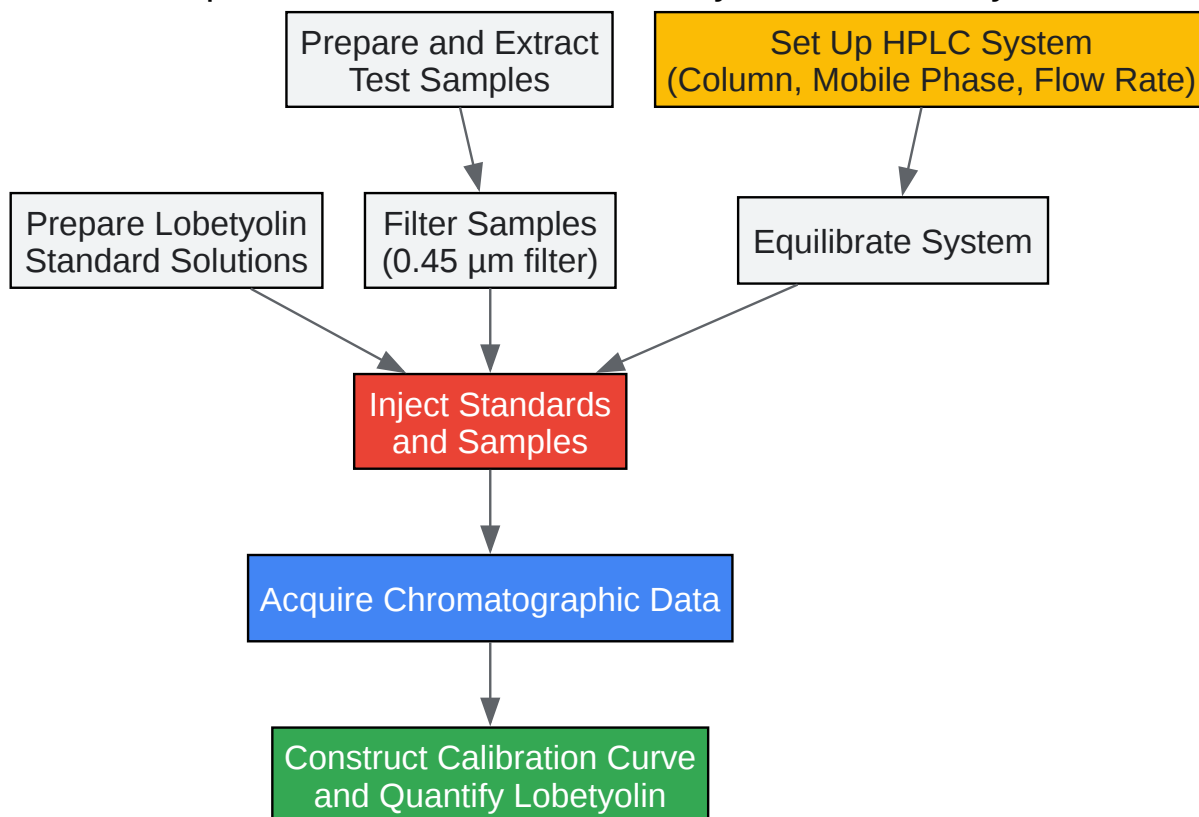 Prepare and Extract
Test Samples
Set Up HPLC System
(Column, Mobile Phase, Flow Rate)
Prepare Lobetyolin
Standard Solutions
Filter Samples
(0.45 µm filter)
Equilibrate System
Inject Standards
and Samples
Acquire Chromatographic Data
Construct Calibration Curve
and Quantify Lobetyolin